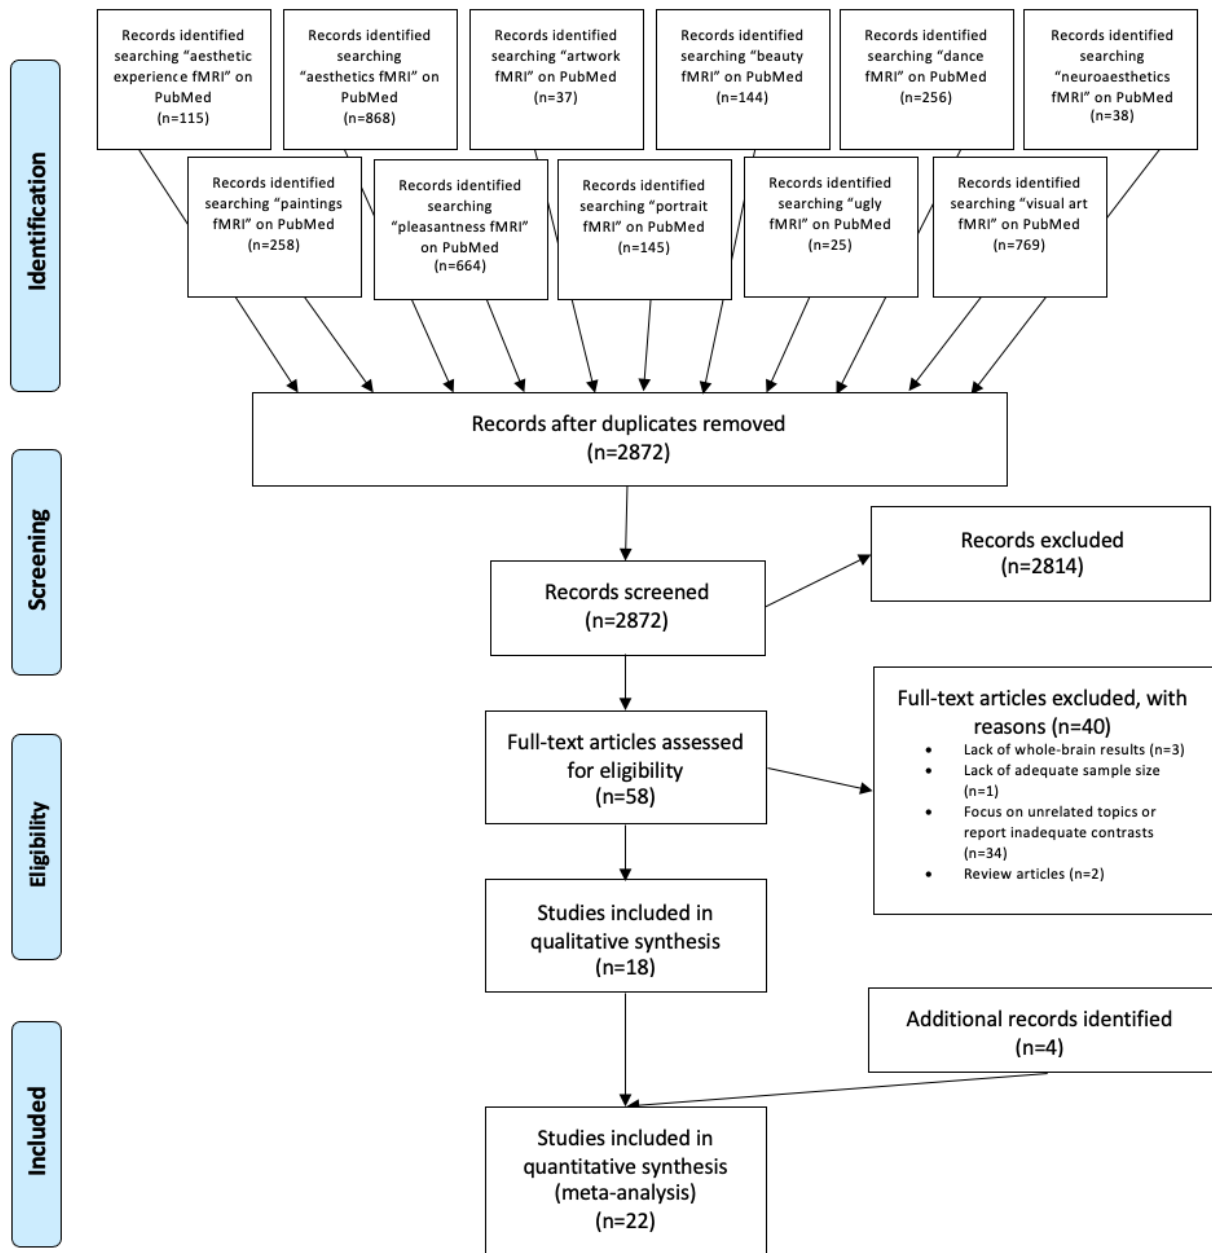 Records identified
searching “aesthetic
experience fMRI” on
PubMed
(n=115)
Records identified
searching
“aesthetics fMRI” on
PubMed
(n=868)
Records identified
searching “artwork
fMRI” on PubMed
(n=37)
Records identified
searching “beauty
fMRI” on PubMed
(n=144)
Records identified
searching “dance
fMRI” on PubMed
(n=256)
Records identified
searching
“neuroaesthetics
fMRI” on PubMed
(n=38)
Records identified
searching “paintings
fMRI” on PubMed
(n=258)
Records identified
searching
“pleasantness fMRI”
on PubMed
(n=664)
Records identified
searching “portrait
fMRI” on PubMed
(n=145)
Records identified
searching “ugly
fMRI” on PubMed
(n=25)
Records identified
searching “visual art
fMRI” on PubMed
(n=769)
Identification
Records after duplicates removed
(n=2872)
Screening
Records screened
(n=2872)
Records excluded
(n=2814)
Eligibility
Full-text articles assessed
for eligibility
(n=58)
Full-text articles excluded, with
reasons (n=40)
• Lack of whole-brain results (n=3)
• Lack of adequate sample size
(n=1)
• Focus on unrelated topics or
report inadequate contrasts
(n=34)
• Review articles (n=2)
Studies included in
qualitative synthesis
(n=18)
Included
Additional records identified
(n=4)
Studies included in
quantitative synthesis
(meta-analysis)
(n=22)